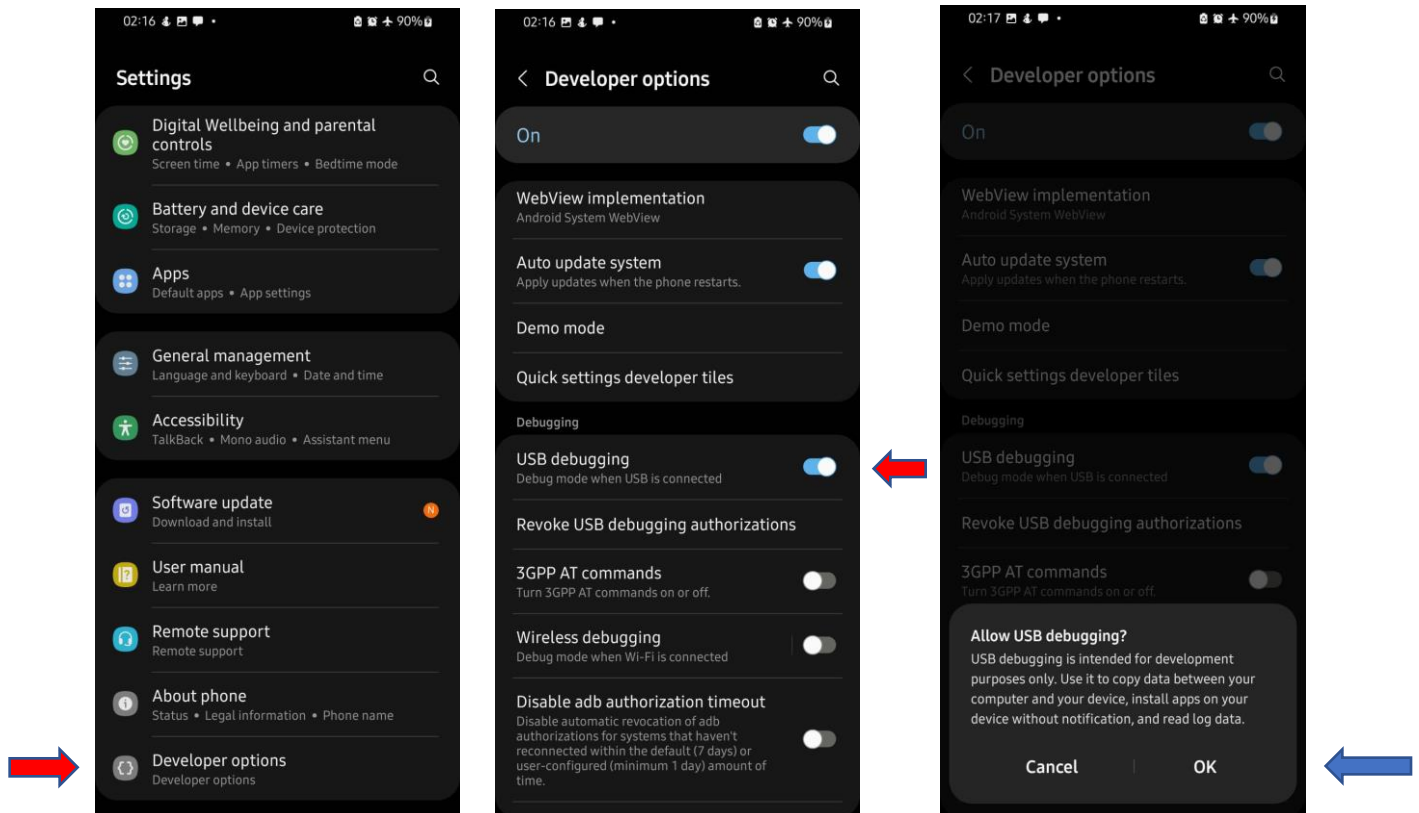 02:16
90%
Settings
Digital Wellbeing and parental
controls
Screen time • App timers • Bedtime mode
Battery and device care
Storage • Memory • Device protection
Apps
Default apps • App settings
General management
Language and keyboard • Date and time
Accessibility
TalkBack • Mono audio • Assistant menu
Software update
Download and install
N
User manual
Learn more
Remote support
Remote support
About phone
Status • Legal information • Phone name
Developer options
Developer options
02:16
90%
Developer options
On
WebView implementation
Android System WebView
Auto update system
Apply updates when the phone restarts.
Demo mode
Quick settings developer tiles
Debugging
USB debugging
Debug mode when USB is connected
Revoke USB debugging authorizations
3GPP AT commands
Turn 3GPP AT commands on or off.
Wireless debugging
Debug mode when Wi-Fi is connected
Disable adb authorization timeout
Disable automatic revocation of adb
authorizations for systems that haven't
reconnected within the default (7 days) or
user-configured (minimum 1 day) amount of
time.
02:17
90%
Developer options
On
WebView implementation
Android System WebView
Auto update system
Apply updates when the phone restarts.
Demo mode
Quick settings developer tiles
Debugging
USB debugging
Debug mode when USB is connected
Revoke USB debugging authorizations
3GPP AT commands
Turn 3GPP AT commands on or off.
Allow USB debugging?
USB debugging is intended for development
purposes only. Use it to copy data between your
computer and your device, install apps on your
device without notification, and read log data.
Cancel
OK